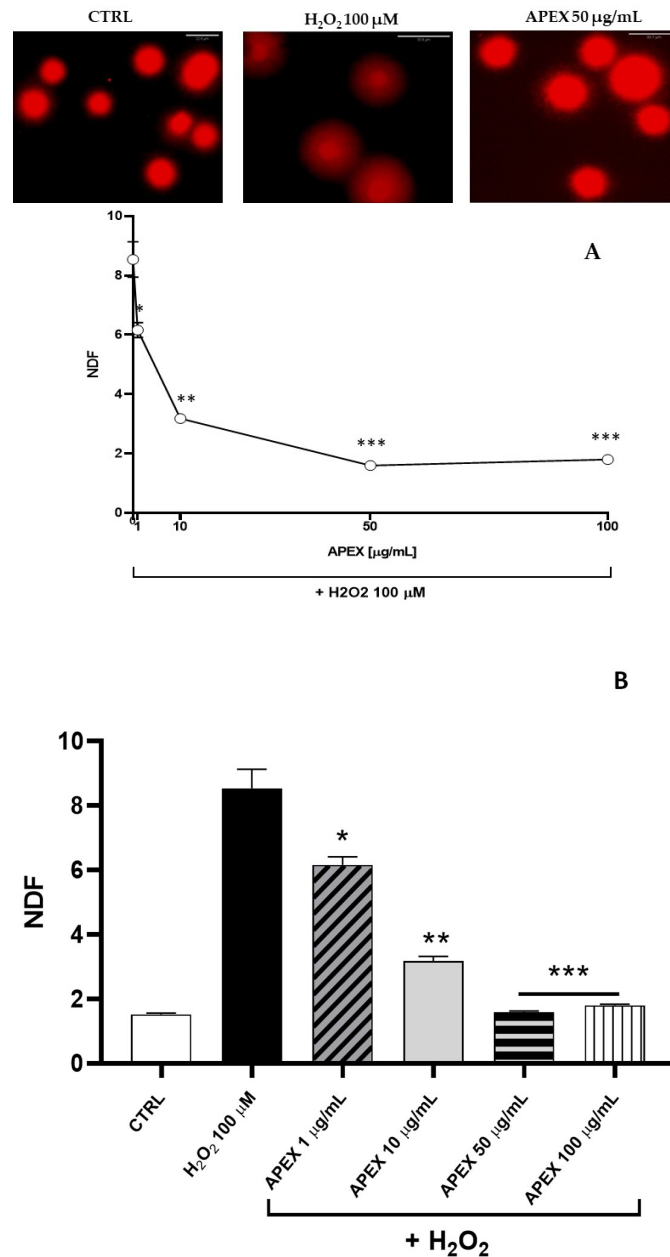 CTRL
H₂O₂ 100 μM
APEX 50 μg/mL
A
10
8
6
4
2
0
NDF
*
**
***
***
0
1
10
50
100
APEX [μg/mL]
+ H2O2 100 μM
B
10
8
6
4
2
0
NDF
*
**
***
CTRL
H₂O₂ 100 μM
APEX 1 μg/mL
APEX 10 μg/mL
APEX 50 μg/mL
APEX 100 μg/mL
+ H₂O₂